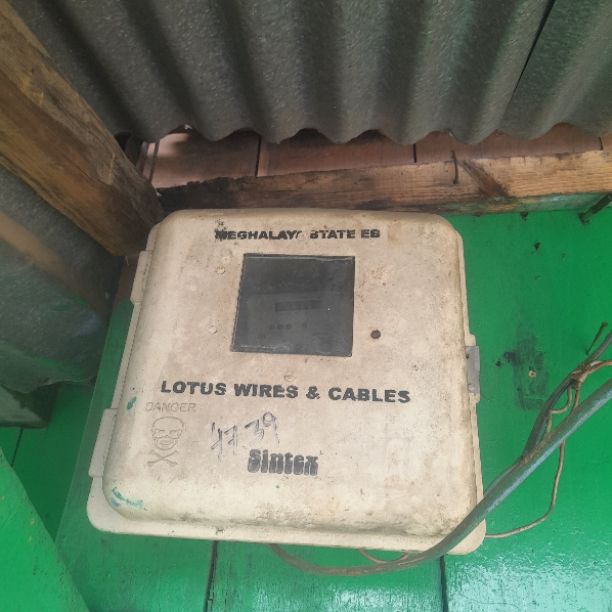 MEGHALAYA STATE EB
LOTUS WIRES & CABLES
DANGER
4739
Sintex